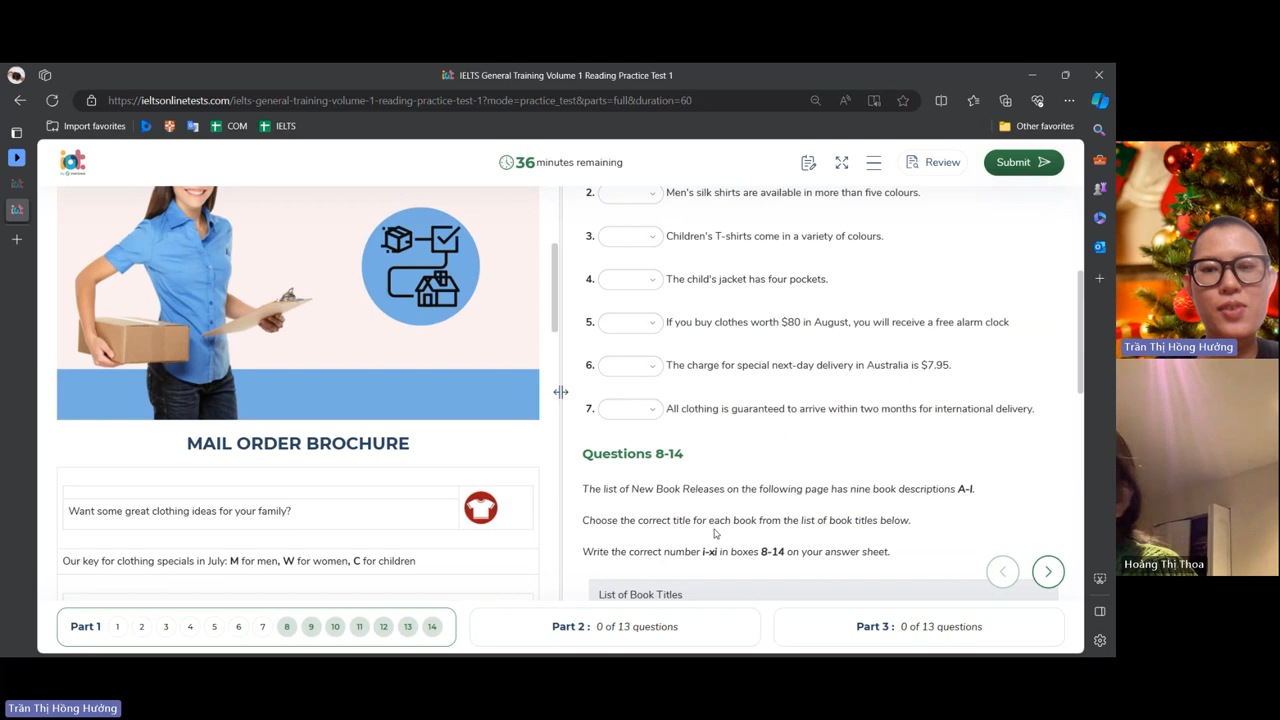 IELTS General Training Volume 1 Reading Practice Test 1
https://ieltsonlinetests.com/ielts-general-training-volume-1-reading-practice-test-1?mode=practice_test&parts=full&duration=60
Import favorites
COM
IELTS
Other favorites
iot
36 minutes remaining
Review
Submit
2. Men's silk shirts are available in more than five colours.
3. Children's T-shirts come in a variety of colours.
4. The child's jacket has four pockets.
5. If you buy clothes worth $80 in August, you will receive a free alarm clock
6. The charge for special next-day delivery in Australia is $7.95.
7. All clothing is guaranteed to arrive within two months for international delivery.
Questions 8-14
The list of New Book Releases on the following page has nine book descriptions A-I.
Choose the correct title for each book from the list of book titles below.
Write the correct number i-xi in boxes 8-14 on your answer sheet.
List of Book Titles
MAIL ORDER BROCHURE
Want some great clothing ideas for your family?
Our key for clothing specials in July: M for men, W for women, C for children
Part 1 1 2 3 4 5 6 7 8 9 10 11 12 13 14
Part 2 : 0 of 13 questions
Part 3 : 0 of 13 questions
Trần Thị Hồng Hưởng
Hoảng Thị Thoa
Trần Thị Hồng Hưởng